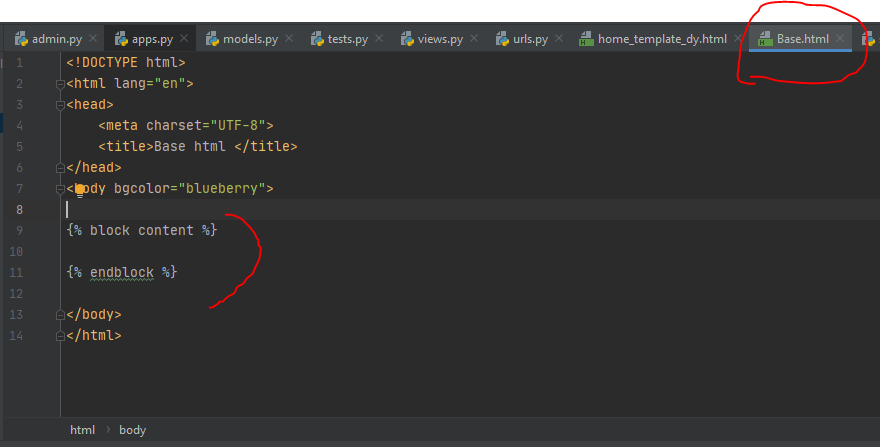 admin.py apps.py models.py tests.py views.py urls.py home_template_dy.html Base.html
1 <!DOCTYPE html>
2 <html lang="en">
3 <head>
4 <meta charset="UTF-8">
5 <title>Base html </title>
6 </head>
7 <body bgcolor="blueberry">
8
9 {% block content %}
10
11 {% endblock %}
12
13 </body>
14 </html>
html › body